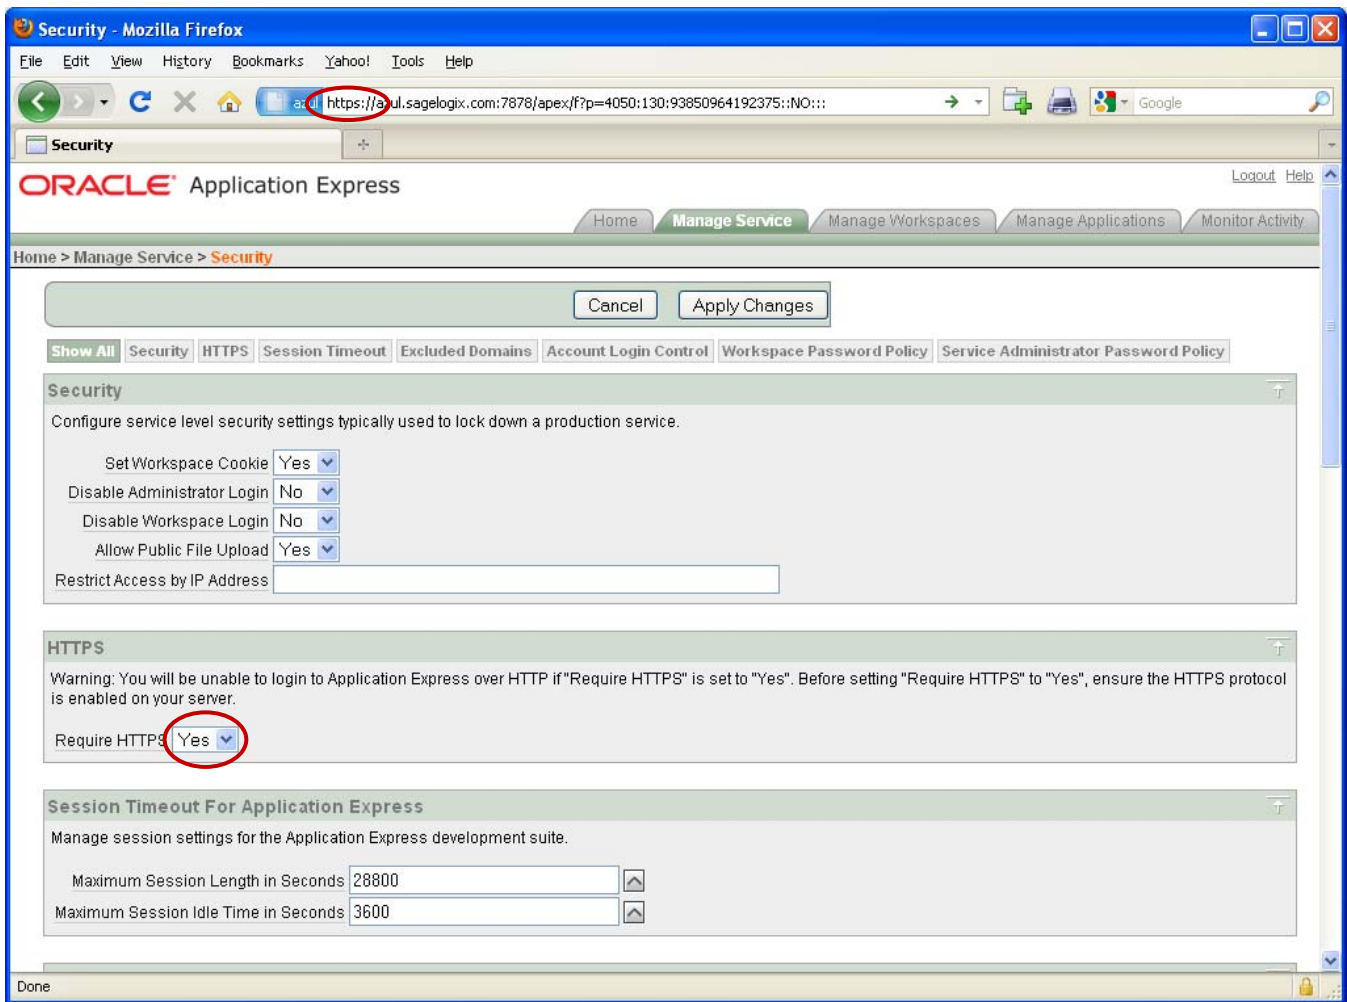 Security - Mozilla Firefox
File Edit View History Bookmarks Yahoo! Tools Help
azul https://azul.sagelogix.com:7878/apex/f?p=4050:130:93850964192375::NO::: Google
Security
ORACLE Application Express
Logout Help
Home Manage Service Manage Workspaces Manage Applications Monitor Activity
Home > Manage Service > Security
Cancel Apply Changes
Show All Security HTTPS Session Timeout Excluded Domains Account Login Control Workspace Password Policy Service Administrator Password Policy
Security
Configure service level security settings typically used to lock down a production service.
Set Workspace Cookie Yes
Disable Administrator Login No
Disable Workspace Login No
Allow Public File Upload Yes
Restrict Access by IP Address
HTTPS
Warning: You will be unable to login to Application Express over HTTP if "Require HTTPS" is set to "Yes". Before setting "Require HTTPS" to "Yes", ensure the HTTPS protocol
is enabled on your server.
Require HTTPS Yes
Session Timeout For Application Express
Manage session settings for the Application Express development suite.
Maximum Session Length in Seconds 28800
Maximum Session Idle Time in Seconds 3600
Done